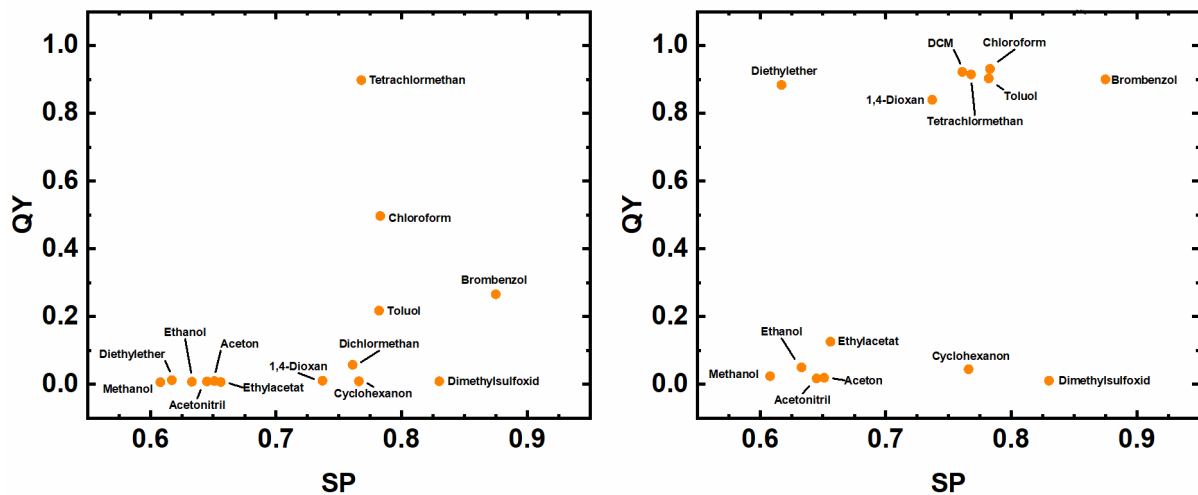 1.0
0.8
0.6
0.4
0.2
0.0
QY
Tetrachlormethan
Chloroform
Brombenzol
Toluol
Ethanol
Dichlormethan
Aceton
Diethylether
1,4-Dioxan
Methanol
Ethylacetat
Dimethylsulfoxid
Cyclohexanon
Acetonitril
0.6 0.7 0.8 0.9
SP
1.0
0.8
0.6
0.4
0.2
0.0
QY
DCM
Chloroform
Diethylether
Brombenzol
1,4-Dioxan
Toluol
Tetrachlormethan
Ethanol
Ethylacetat
Cyclohexanon
Methanol
Aceton
Dimethylsulfoxid
Acetonitril
0.6 0.7 0.8 0.9
SP